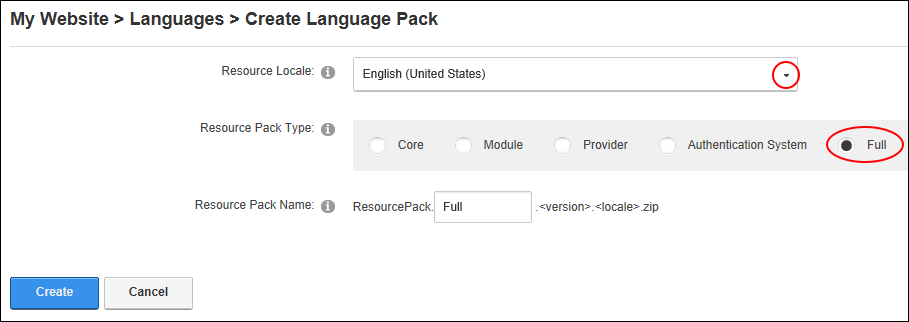 My Website > Languages > Create Language Pack
Resource Locale: English (United States)
Resource Pack Type: Core Module Provider Authentication System Full
Resource Pack Name: ResourcePack. Full .<version>.<locale>.zip
Create Cancel